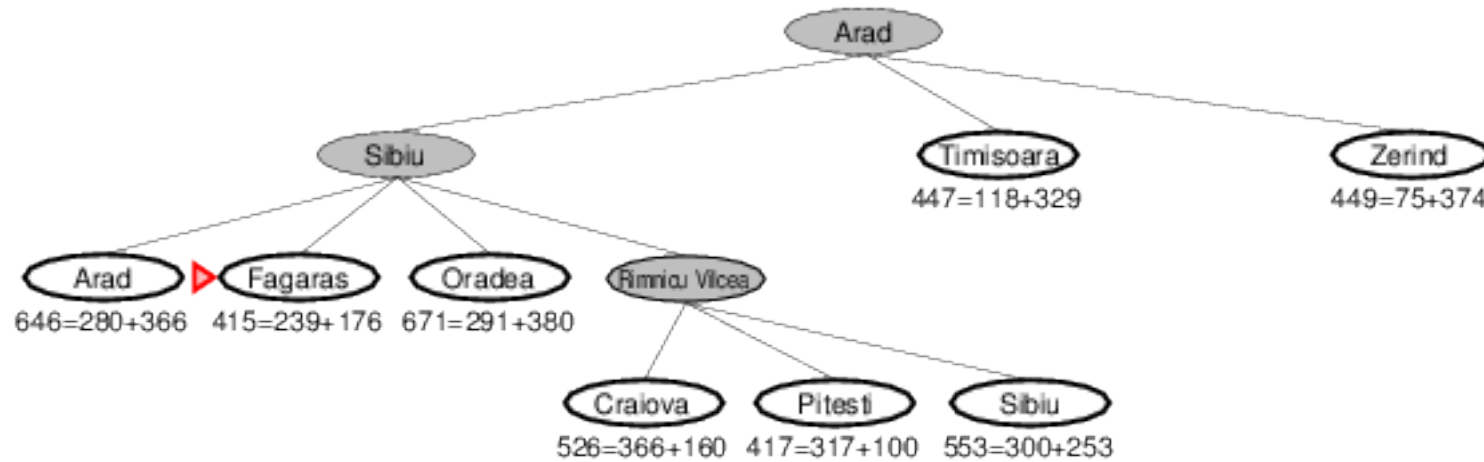 Arad
Sibiu
Timisoara
Zerind
447=118+329
449=75+374
Arad
Fagaras
Oradea
Rimnicu Vilcea
646=280+366
415=239+176
671=291+380
Craiova
Pitesti
Sibiu
526=366+160
417=317+100
553=300+253